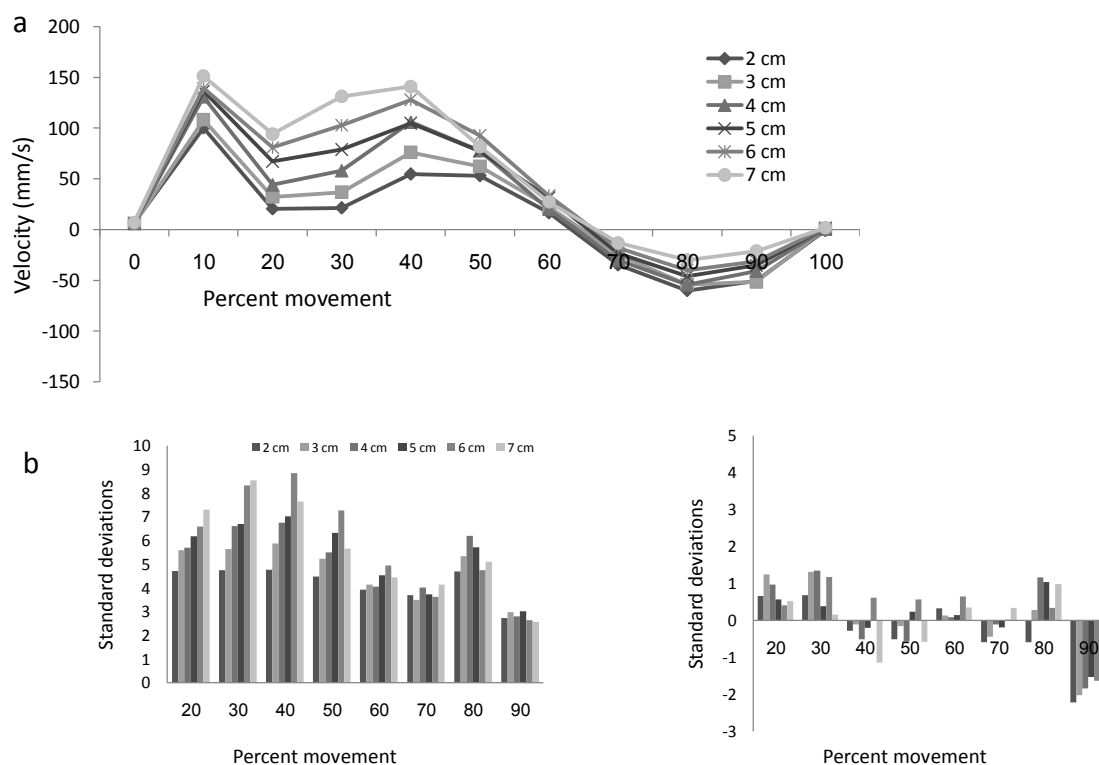 a
200
150
100
50
0
-50
-100
-150
Velocity (mm/s)
0 10 20 30 40 50 60 70 80 90 100
Percent movement
2 cm
3 cm
4 cm
5 cm
6 cm
7 cm
b
10
9
8
7
6
5
4
3
2
1
0
Standard deviations
2 cm 3 cm 4 cm 5 cm 6 cm 7 cm
20 30 40 50 60 70 80 90
Percent movement
5
4
3
2
1
0
-1
-2
-3
Standard deviations
20 30 40 50 60 70 80 90
Percent movement